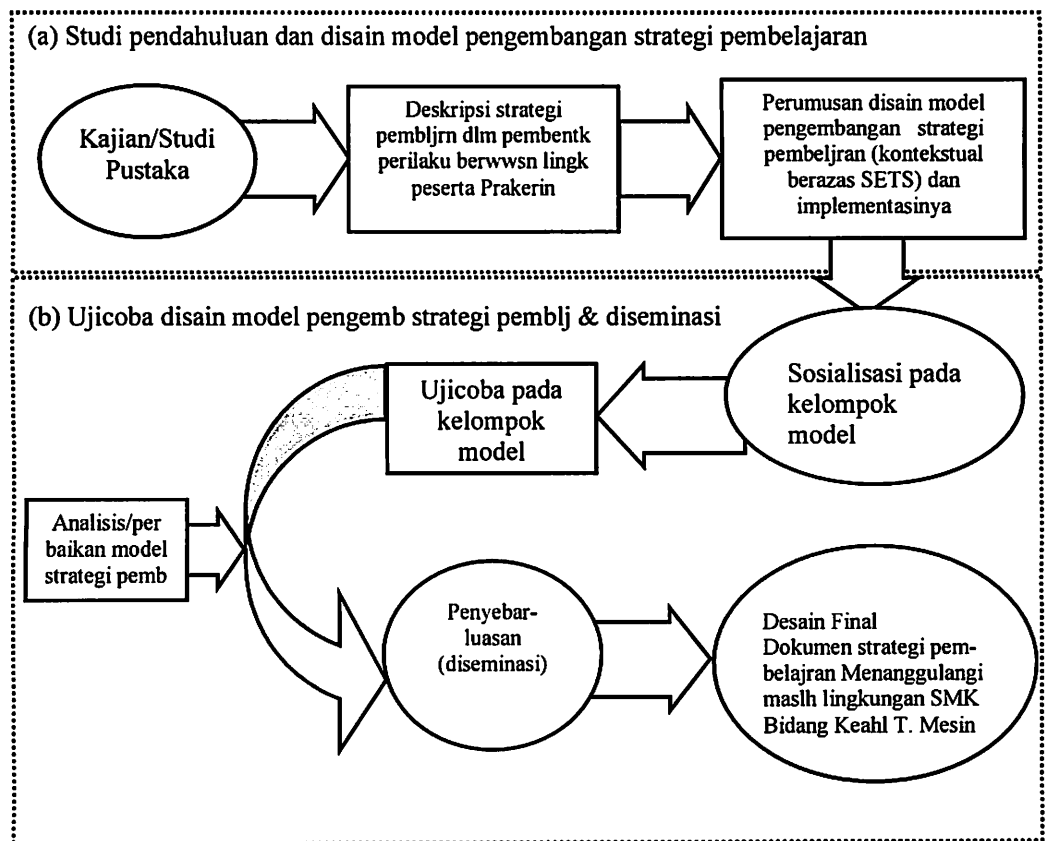 (a) Studi pendahuluan dan disain model pengembangan strategi pembelajaran
Kajian/Studi
Pustaka
Deskripsi strategi
pembljrn dlm pembentk
perilaku berwwsn lingk
peserta Prakerin
Perumusan disain model
pengembangan strategi
pembeljran (kontekstual
berazas SETS) dan
implementasinya
(b) Ujicoba disain model pengemb strategi pemblj & diseminasi
Sosialisasi pada
kelompok
model
Ujicoba pada
kelompok
model
Analisis/per
baikan model
strategi pemb
Penyebar-
luasan
(diseminasi)
Desain Final
Dokumen strategi pem-
belajran Menanggulangi
maslh lingkungan SMK
Bidang Keahl T. Mesin